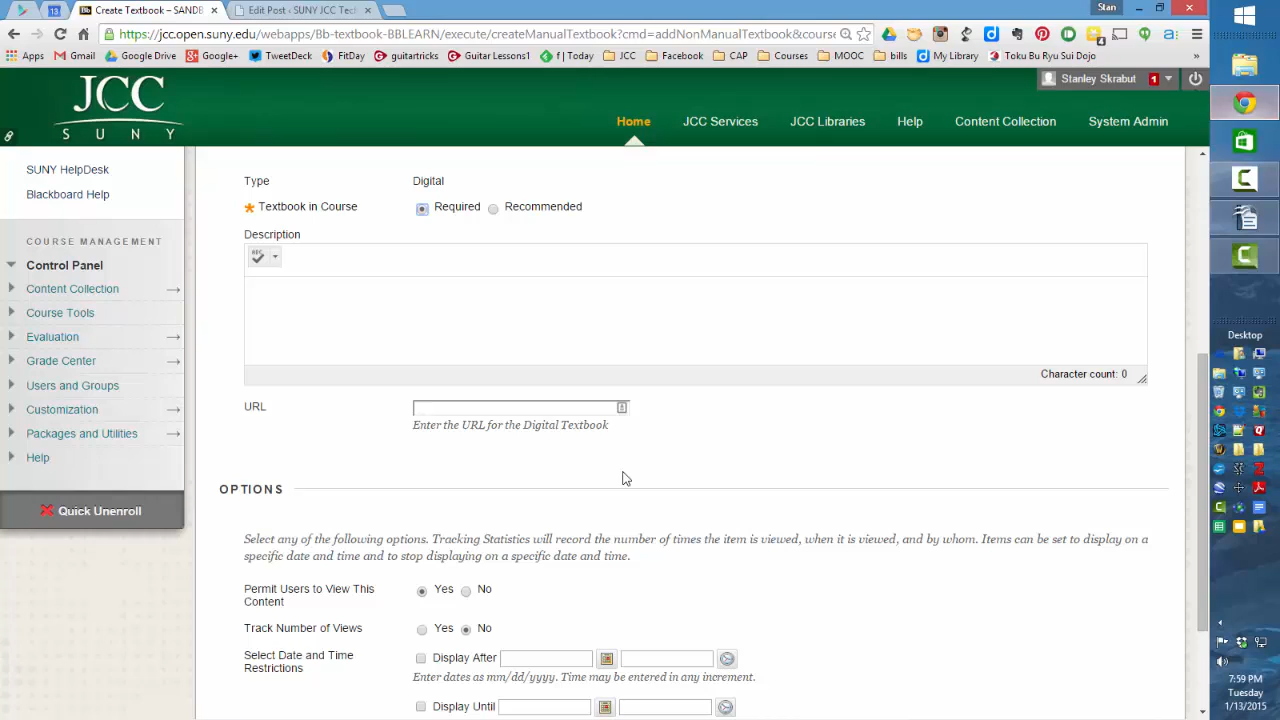 13
Bb Create Textbook – SANDB ×
Edit Post ‹ SUNY JCC Tech ×
Stan
https://jcc.open.suny.edu/webapps/Bb-textbook-BBLEARN/execute/createManualTextbook?cmd=addNonManualTextbook&course
4
Apps Gmail Google Drive Google+ TweetDeck FitDay guitartricks Guitar Lessons1 f | Today JCC Facebook CAP Courses MOOC bills My Library Toku Bu Ryu Sui Dojo »
Stanley Skrabut 1
JCC
SUNY
Home JCC Services JCC Libraries Help Content Collection System Admin
SUNY HelpDesk
Blackboard Help
COURSE MANAGEMENT
Control Panel
Content Collection
Course Tools
Evaluation
Grade Center
Users and Groups
Customization
Packages and Utilities
Help
Quick Unenroll
Type Digital
Textbook in Course Required Recommended
Description
ABC
Character count: 0
URL
Enter the URL for the Digital Textbook
OPTIONS
Select any of the following options. Tracking Statistics will record the number of times the item is viewed, when it is viewed, and by whom. Items can be set to display on a
specific date and time and to stop displaying on a specific date and time.
Permit Users to View This
Content
Yes No
Track Number of Views Yes No
Select Date and Time
Restrictions
Display After
Enter dates as mm/dd/yyyy. Time may be entered in any increment.
Display Until
Desktop
7:59 PM
Tuesday
1/13/2015